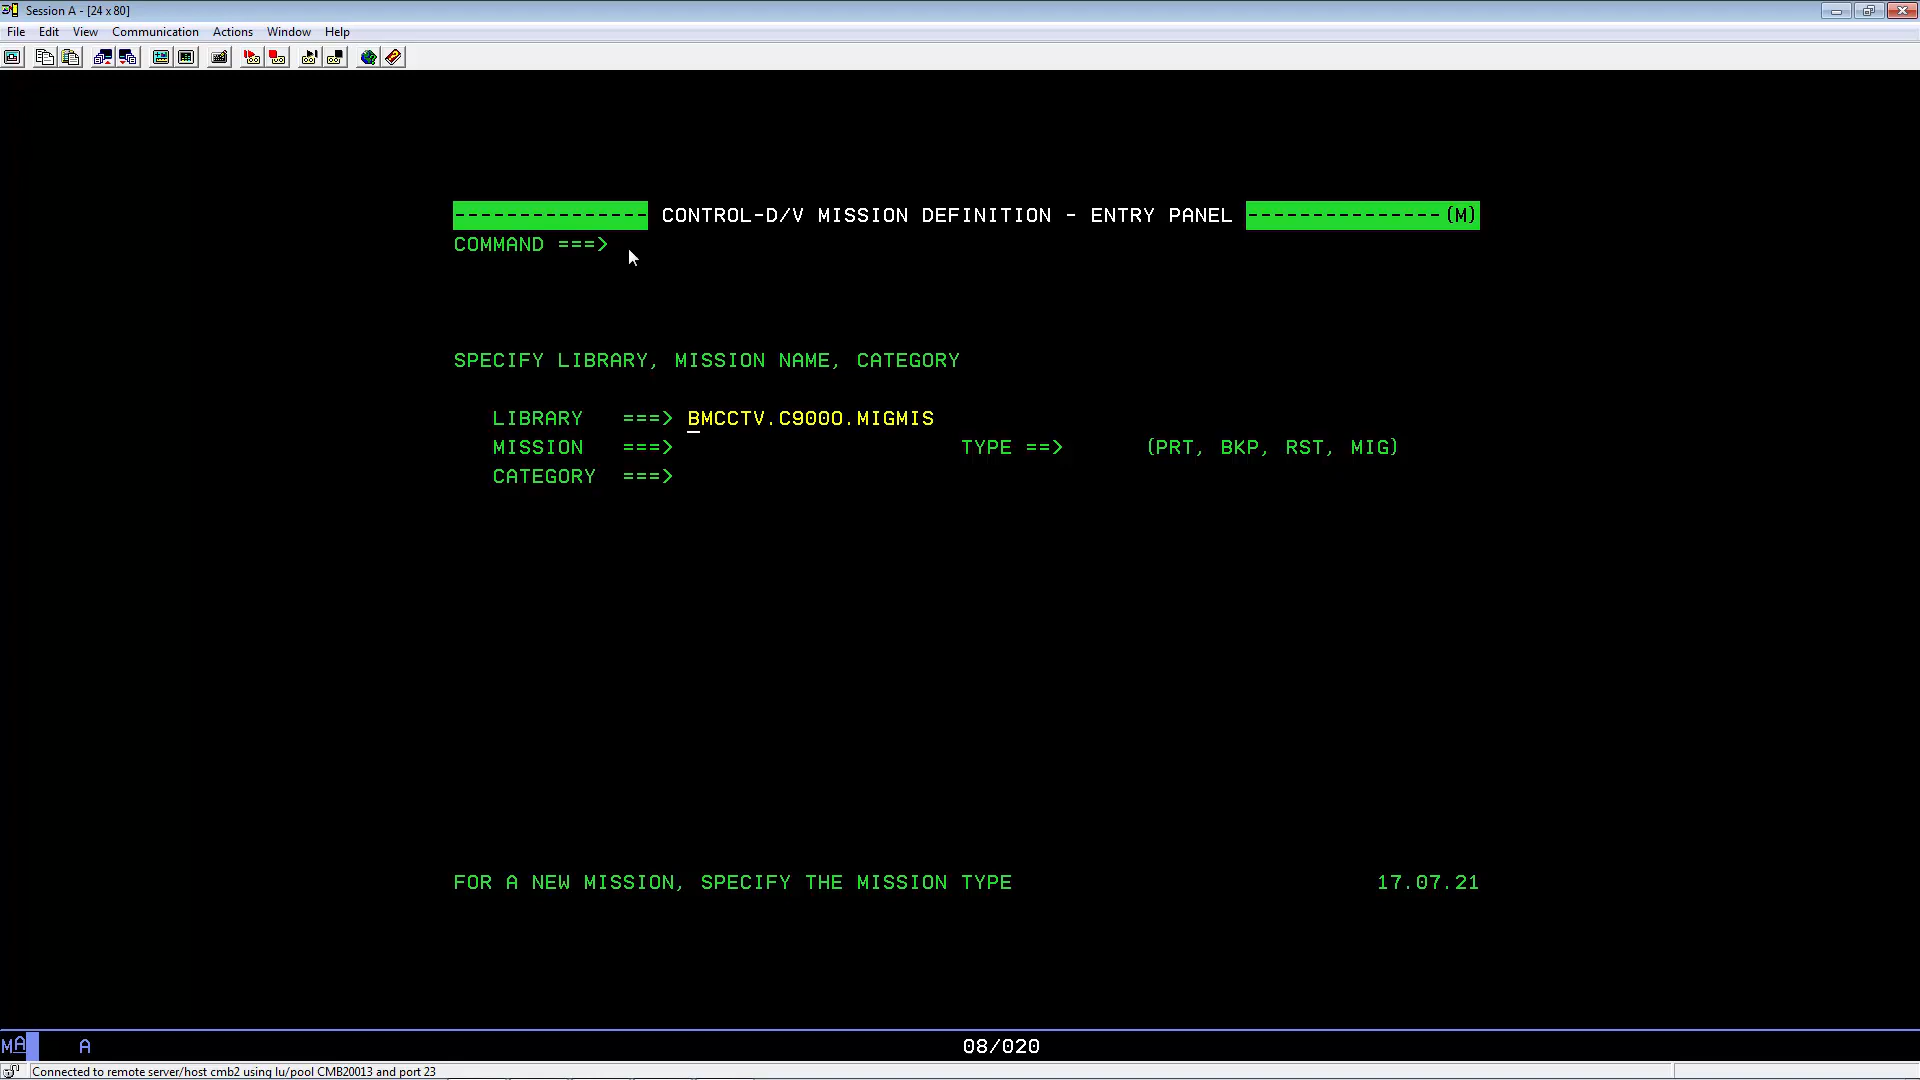 Session A - [24 x 80]
File Edit View Communication Actions Window Help
--------------- CONTROL-D/V MISSION DEFINITION - ENTRY PANEL ---------------(M)
COMMAND ===>
SPECIFY LIBRARY, MISSION NAME, CATEGORY
LIBRARY ===> BMCCTV.C900O.MIGMIS
MISSION ===> TYPE ==> (PRT, BKP, RST, MIG)
CATEGORY ===>
FOR A NEW MISSION, SPECIFY THE MISSION TYPE 17.07.21
MA A 08/020
Connected to remote server/host cmb2 using lu/pool CMB20013 and port 23